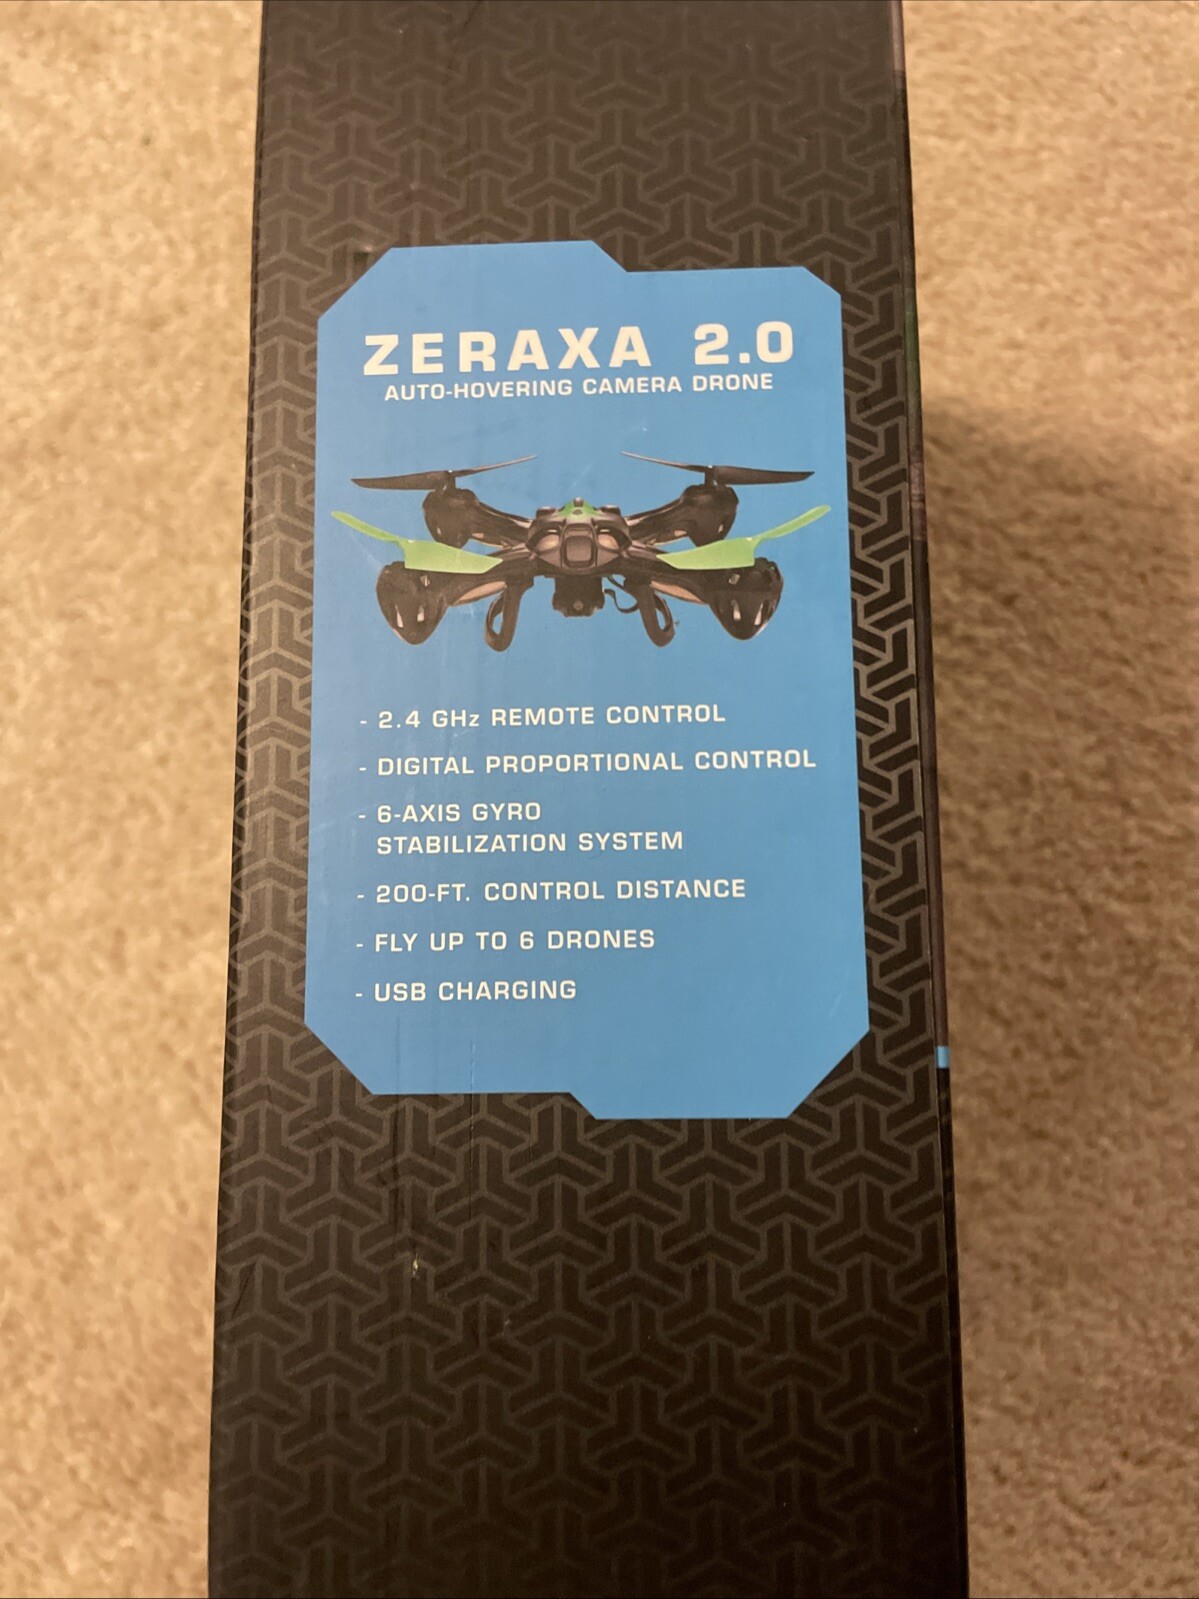 ZERAXA 2.0
AUTO-HOVERING CAMERA DRONE
- 2.4 GHz REMOTE CONTROL
- DIGITAL PROPORTIONAL CONTROL
- 6-AXIS GYRO
STABILIZATION SYSTEM
- 200-FT. CONTROL DISTANCE
- FLY UP TO 6 DRONES
- USB CHARGING